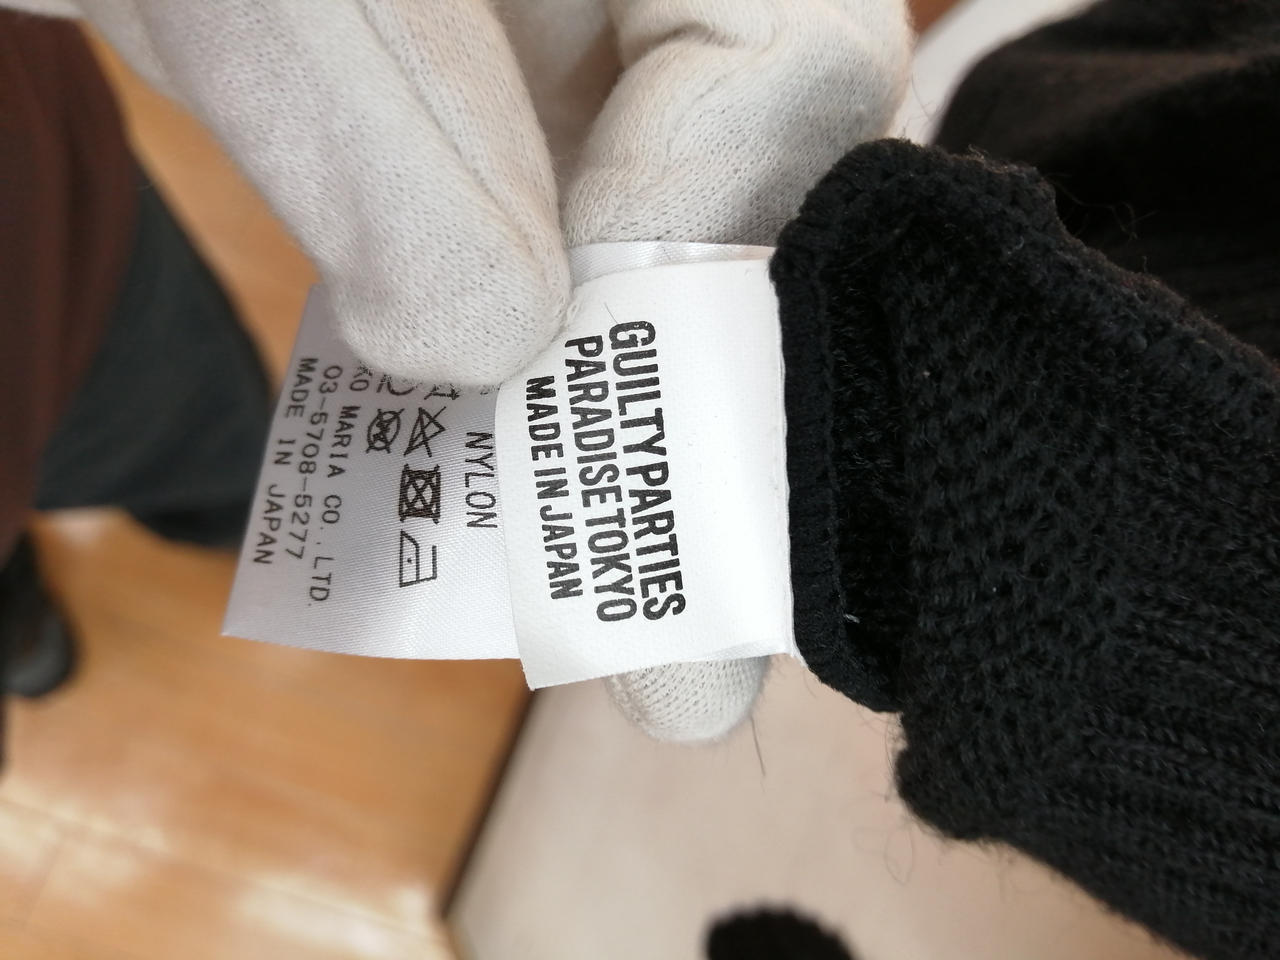 GUILTY PARTIES
PARADISE TOKYO
MADE IN JAPAN
NYLON
MARIA CO., LTD.
03-5708-5277
MADE IN JAPAN